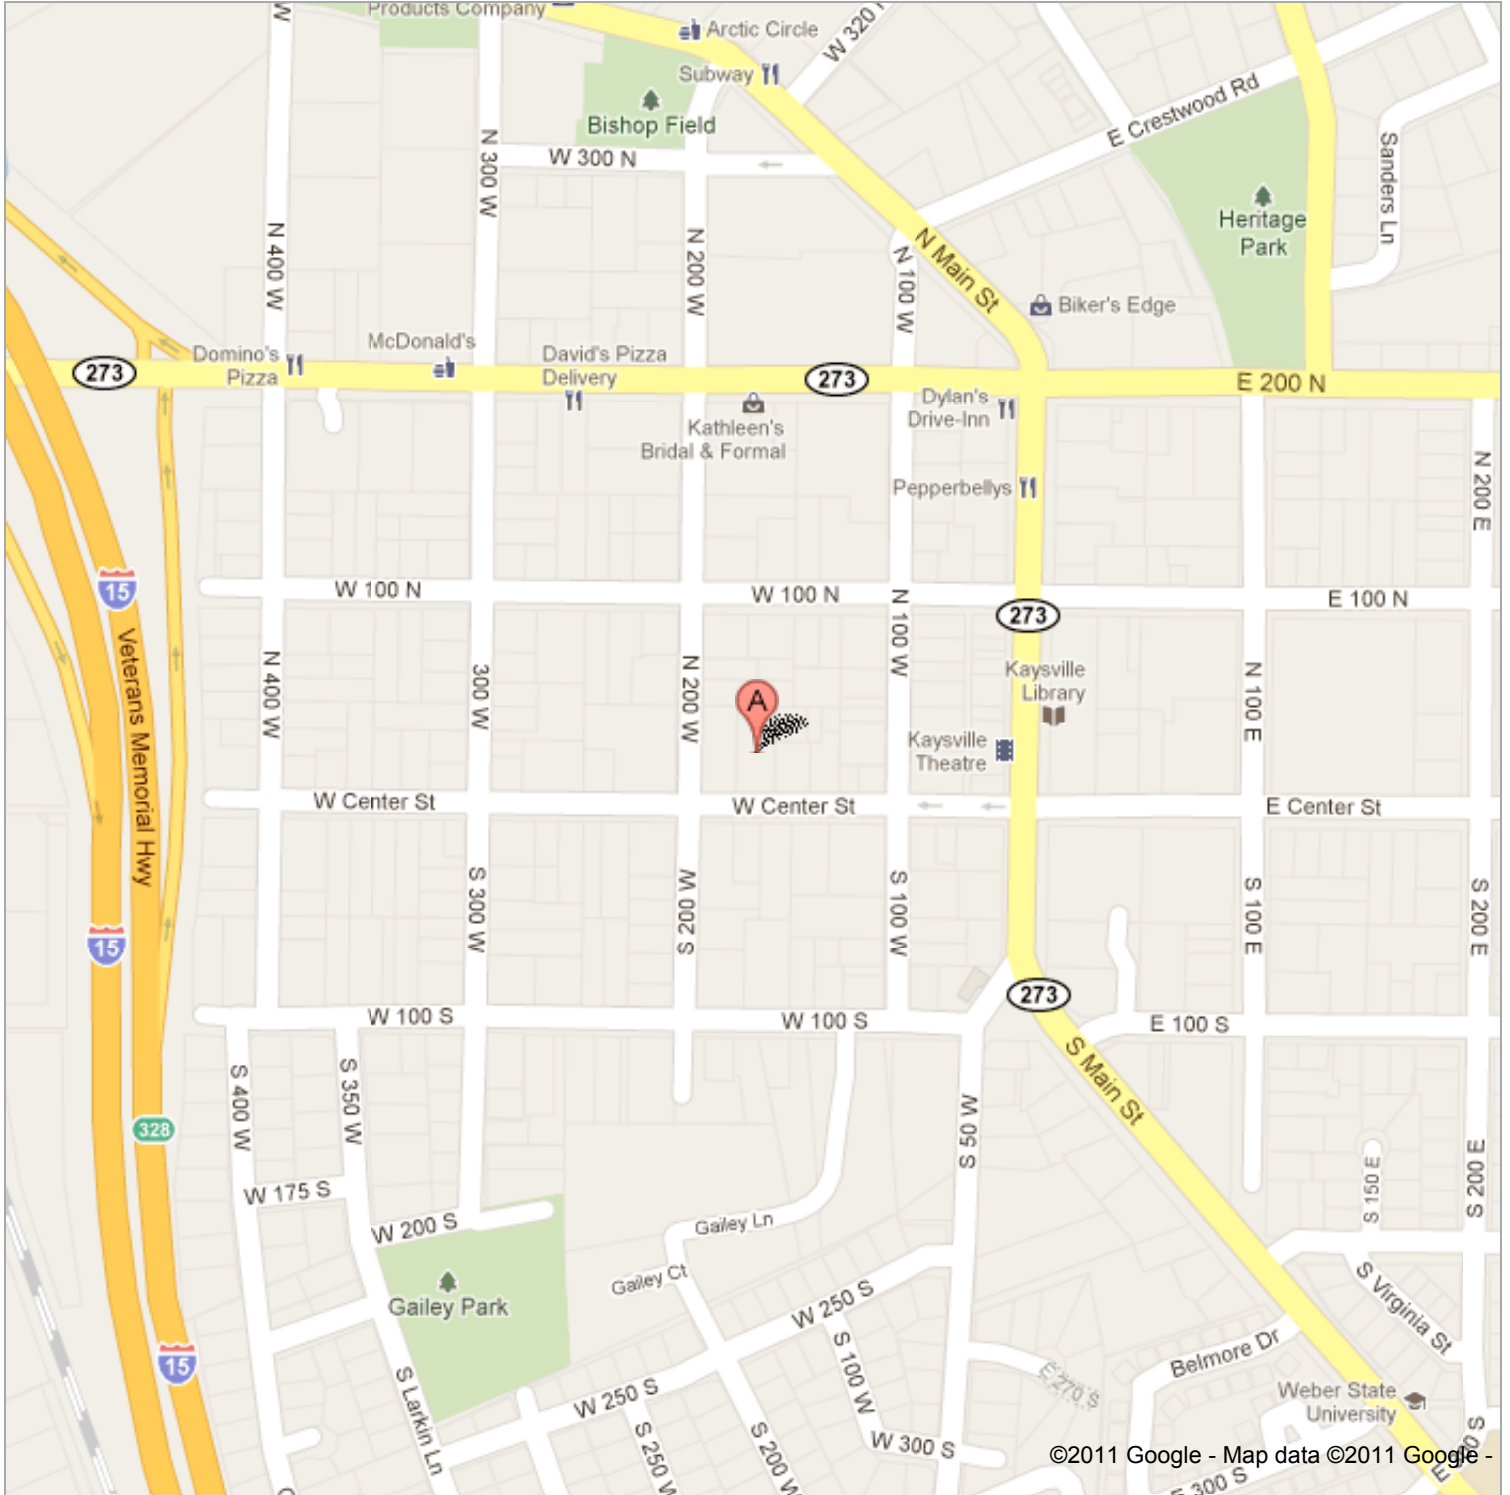 W
Products Company
Arctic Circle
W 320
Subway
Bishop Field
E Crestwood Rd
W 300 N
N 300 W
Sanders Ln
Heritage
Park
N 400 W
N 200 W
N 100 W
N Main St
Biker's Edge
McDonald's
Domino's
Pizza
David's Pizza
Delivery
273
273
E 200 N
Dylan's
Drive-Inn
Kathleen's
Bridal & Formal
Pepperbellys
N 200 E
15
W 100 N
W 100 N
E 100 N
273
N 100 W
Veterans Memorial Hwy
N 400 W
300 W
N 200 W
A
Kaysville
Library
N 100 E
Kaysville
Theatre
W Center St
W Center St
E Center St
S 300 W
S 200 W
S 100 W
S 100 E
S 200 E
15
273
W 100 S
W 100 S
E 100 S
S Main St
S 400 W
S 350 W
S 50 W
328
S 150 E
S 200 E
W 175 S
W 200 S
Gailey Ln
Gailey Ct
Gailey Park
W 250 S
S Virginia St
15
S 100 W
Belmore Dr
E 270 S
W 250 S
S Larkin Ln
Weber State
University
S 250 W
S 200 W
W 300 S
E 300 S
©2011 Google - Map data ©2011 Google -